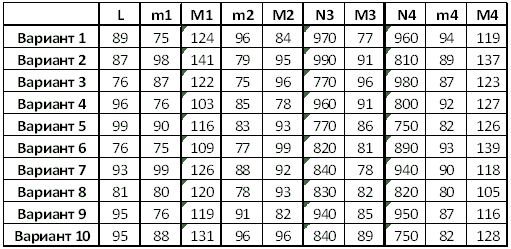 L m1 M1 m2 M2 N3 M3 N4 m4 M4
Вариант 1 89 75 124 96 84 970 77 960 94 119
Вариант 2 87 98 141 79 95 990 91 810 89 137
Вариант 3 76 87 122 75 96 770 96 980 87 123
Вариант 4 96 76 103 85 78 960 91 800 92 127
Вариант 5 99 90 116 83 93 770 86 750 82 126
Вариант 6 76 75 109 77 99 820 81 890 93 139
Вариант 7 93 99 126 88 92 840 78 940 90 118
Вариант 8 81 80 120 78 93 830 82 820 80 105
Вариант 9 95 76 119 91 82 940 85 950 87 116
Вариант 10 95 88 131 96 96 840 89 750 82 128